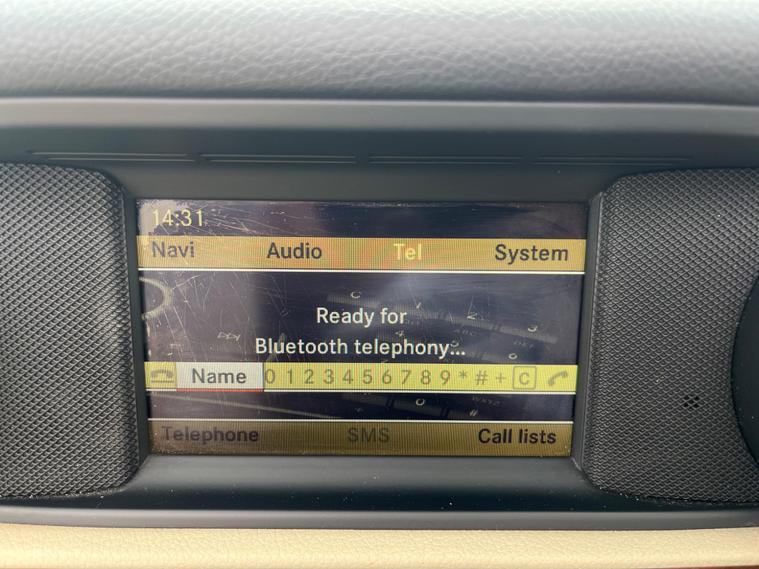 14:31
Navi Audio Tel System
Ready for
Bluetooth telephony...
Name 0 1 2 3 4 5 6 7 8 9 * # + C
Telephone SMS Call lists